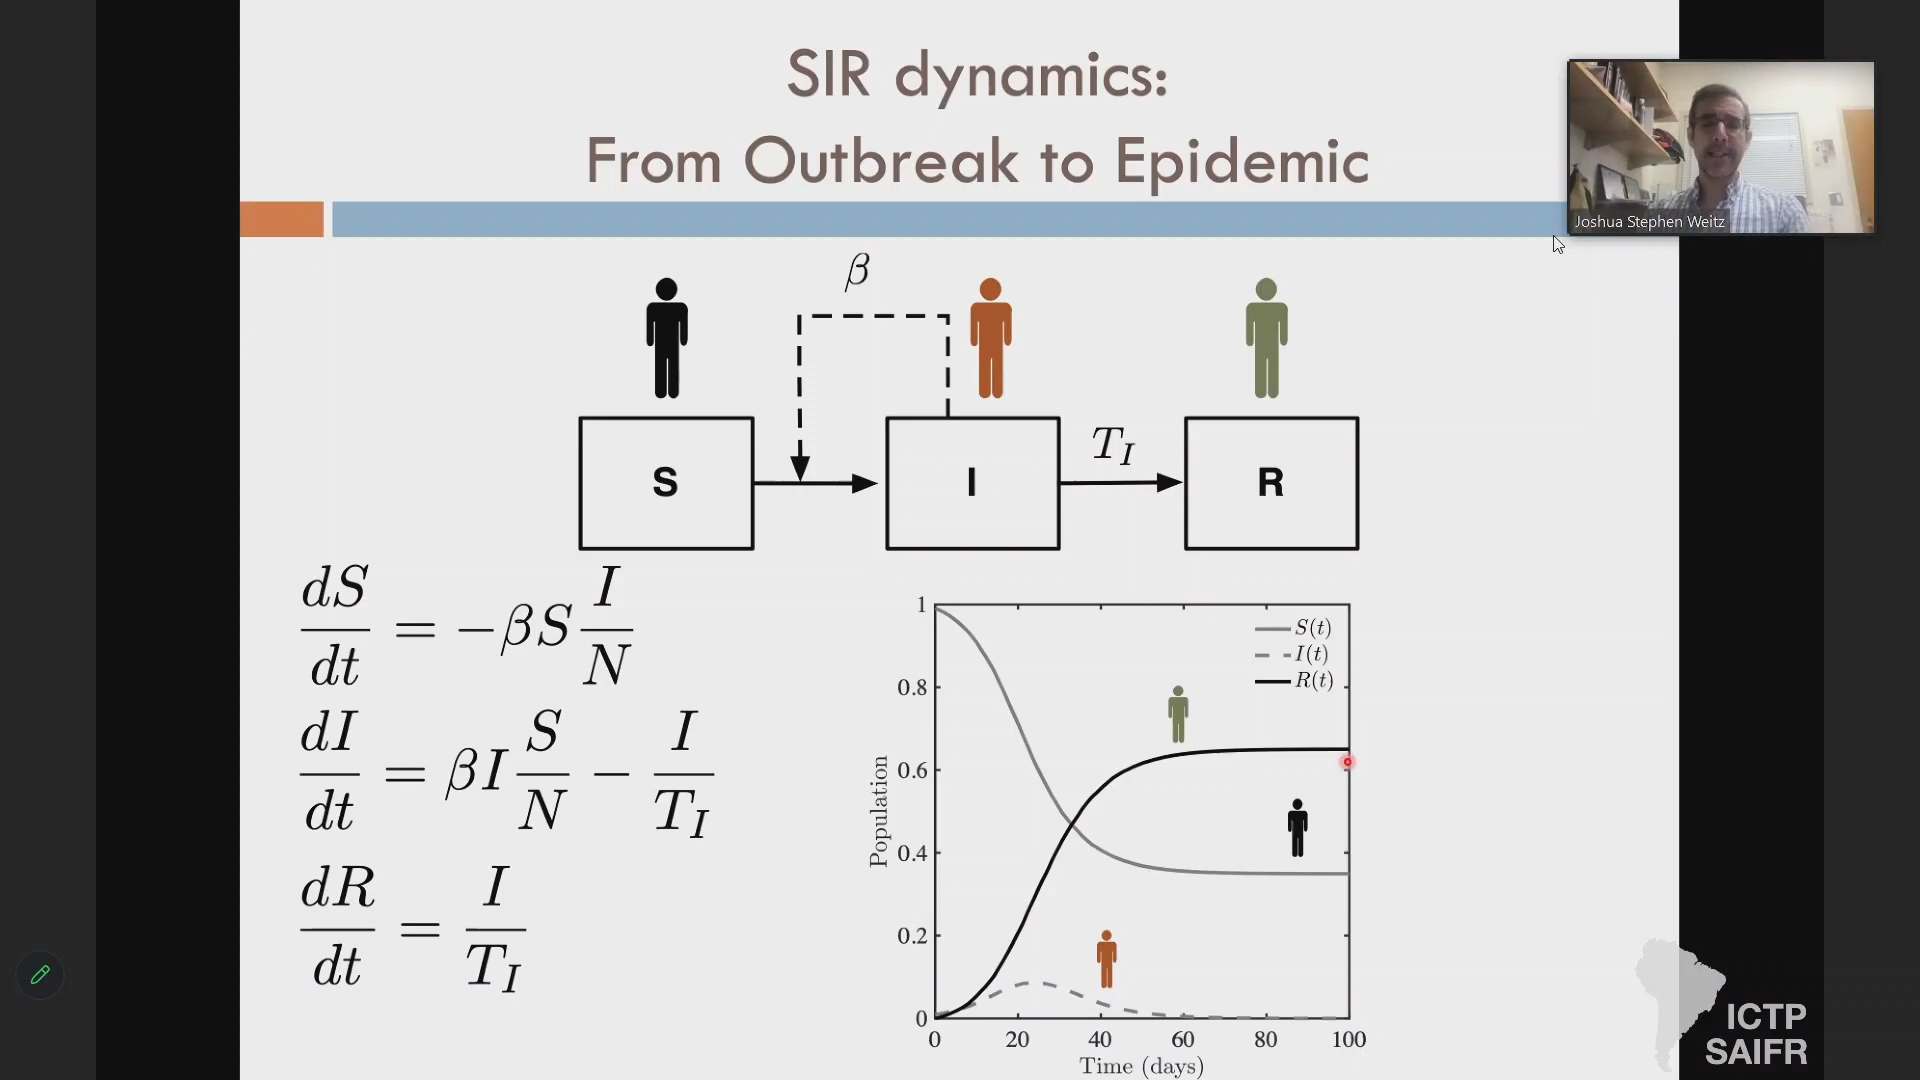 SIR dynamics:
From Outbreak to Epidemic
Joshua Stephen Weitz
β
S
I
T_I
R
dS/dt = −βS I/N
dI/dt = βI S/N − I/T_I
dR/dt = I/T_I
S(t)
I(t)
R(t)
1
0.8
0.6
0.4
0.2
0
Population
0 20 40 60 80 100
Time (days)
ICTP
SAIFR